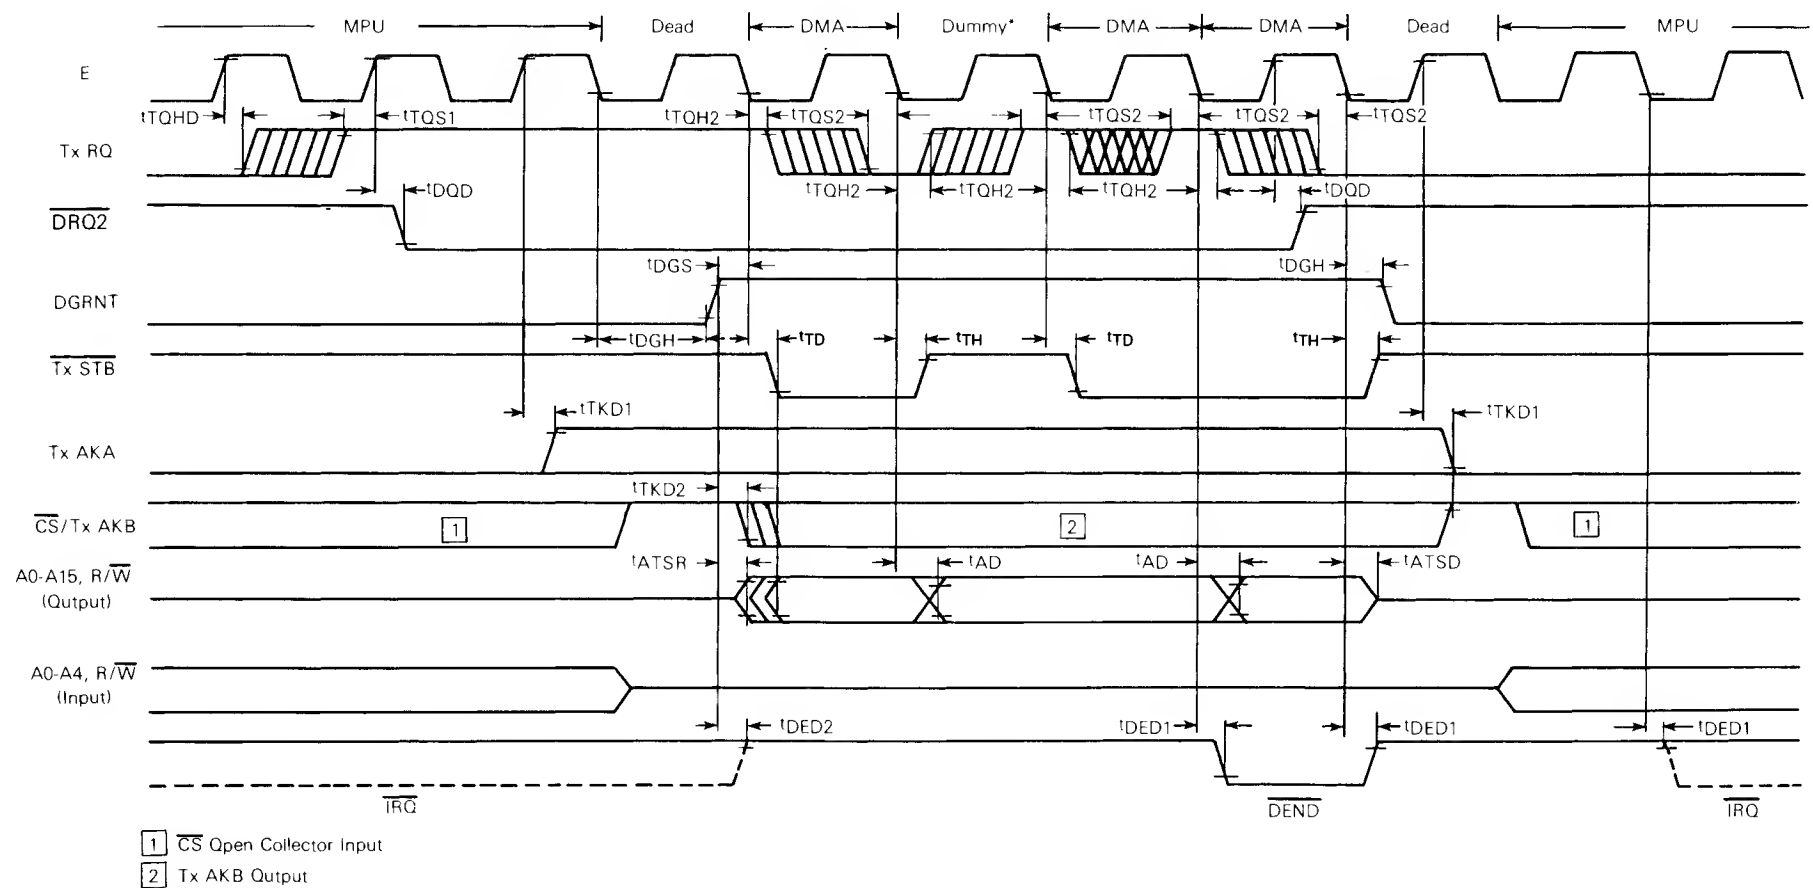 MPU Dead DMA Dummy* DMA DMA Dead MPU
E
tTQHD tTQS1 tTQH2 tTQS2 tTQS2 tTQS2 tTQS2
Tx RQ
tDQD tTQH2 tTQH2 tTQH2 tDQD
DRQ2
tDGS tDGH
DGRNT
tDGH tTD tTH tTD tTH
Tx STB
tTKD1 tTKD1
Tx AKA
tTKD2
CS/Tx AKB 1 2 1
tATSR tAD tAD tATSD
A0-A15, R/W
(Output)
A0-A4, R/W
(Input)
tDED2 tDED1 tDED1 tDED1
IRQ DEND IRQ
1 CS Open Collector Input
2 Tx AKB Output